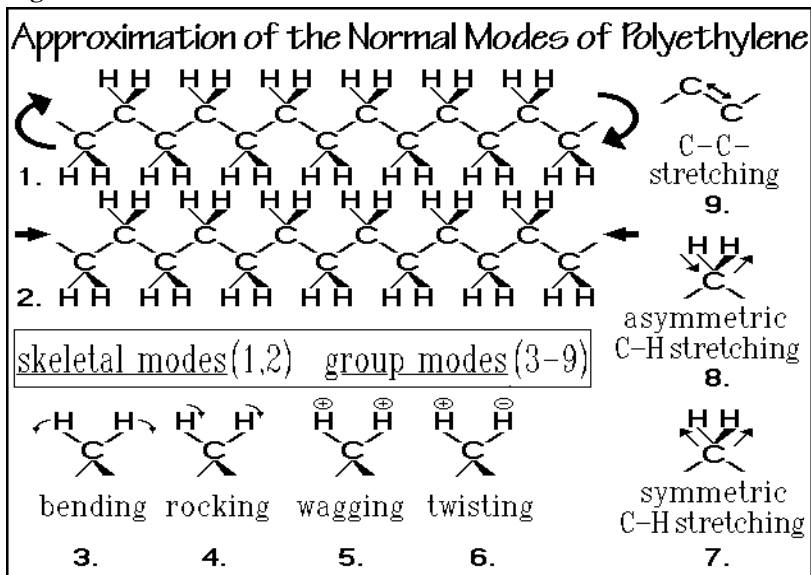 Approximation of the Normal Modes of Polyethylene
H H H H H H H H H H H H
C C C C C C
C C C C C C
1. H H H H H H H H H H H H
H H H H H H H H H H H H
C C C C C C
C C C C C C
2. H H H H H H H H H H H H
skeletal modes(1,2) group modes(3-9)
H H
C
bending
3.
H H
C
rocking
4.
⊕ ⊕
H H
C
wagging
5.
⊕ ⊖
H H
C
twisting
6.
C
C
C-C-
stretching
9.
H H
C
asymmetric
C-H stretching
8.
H H
C
symmetric
C-H stretching
7.